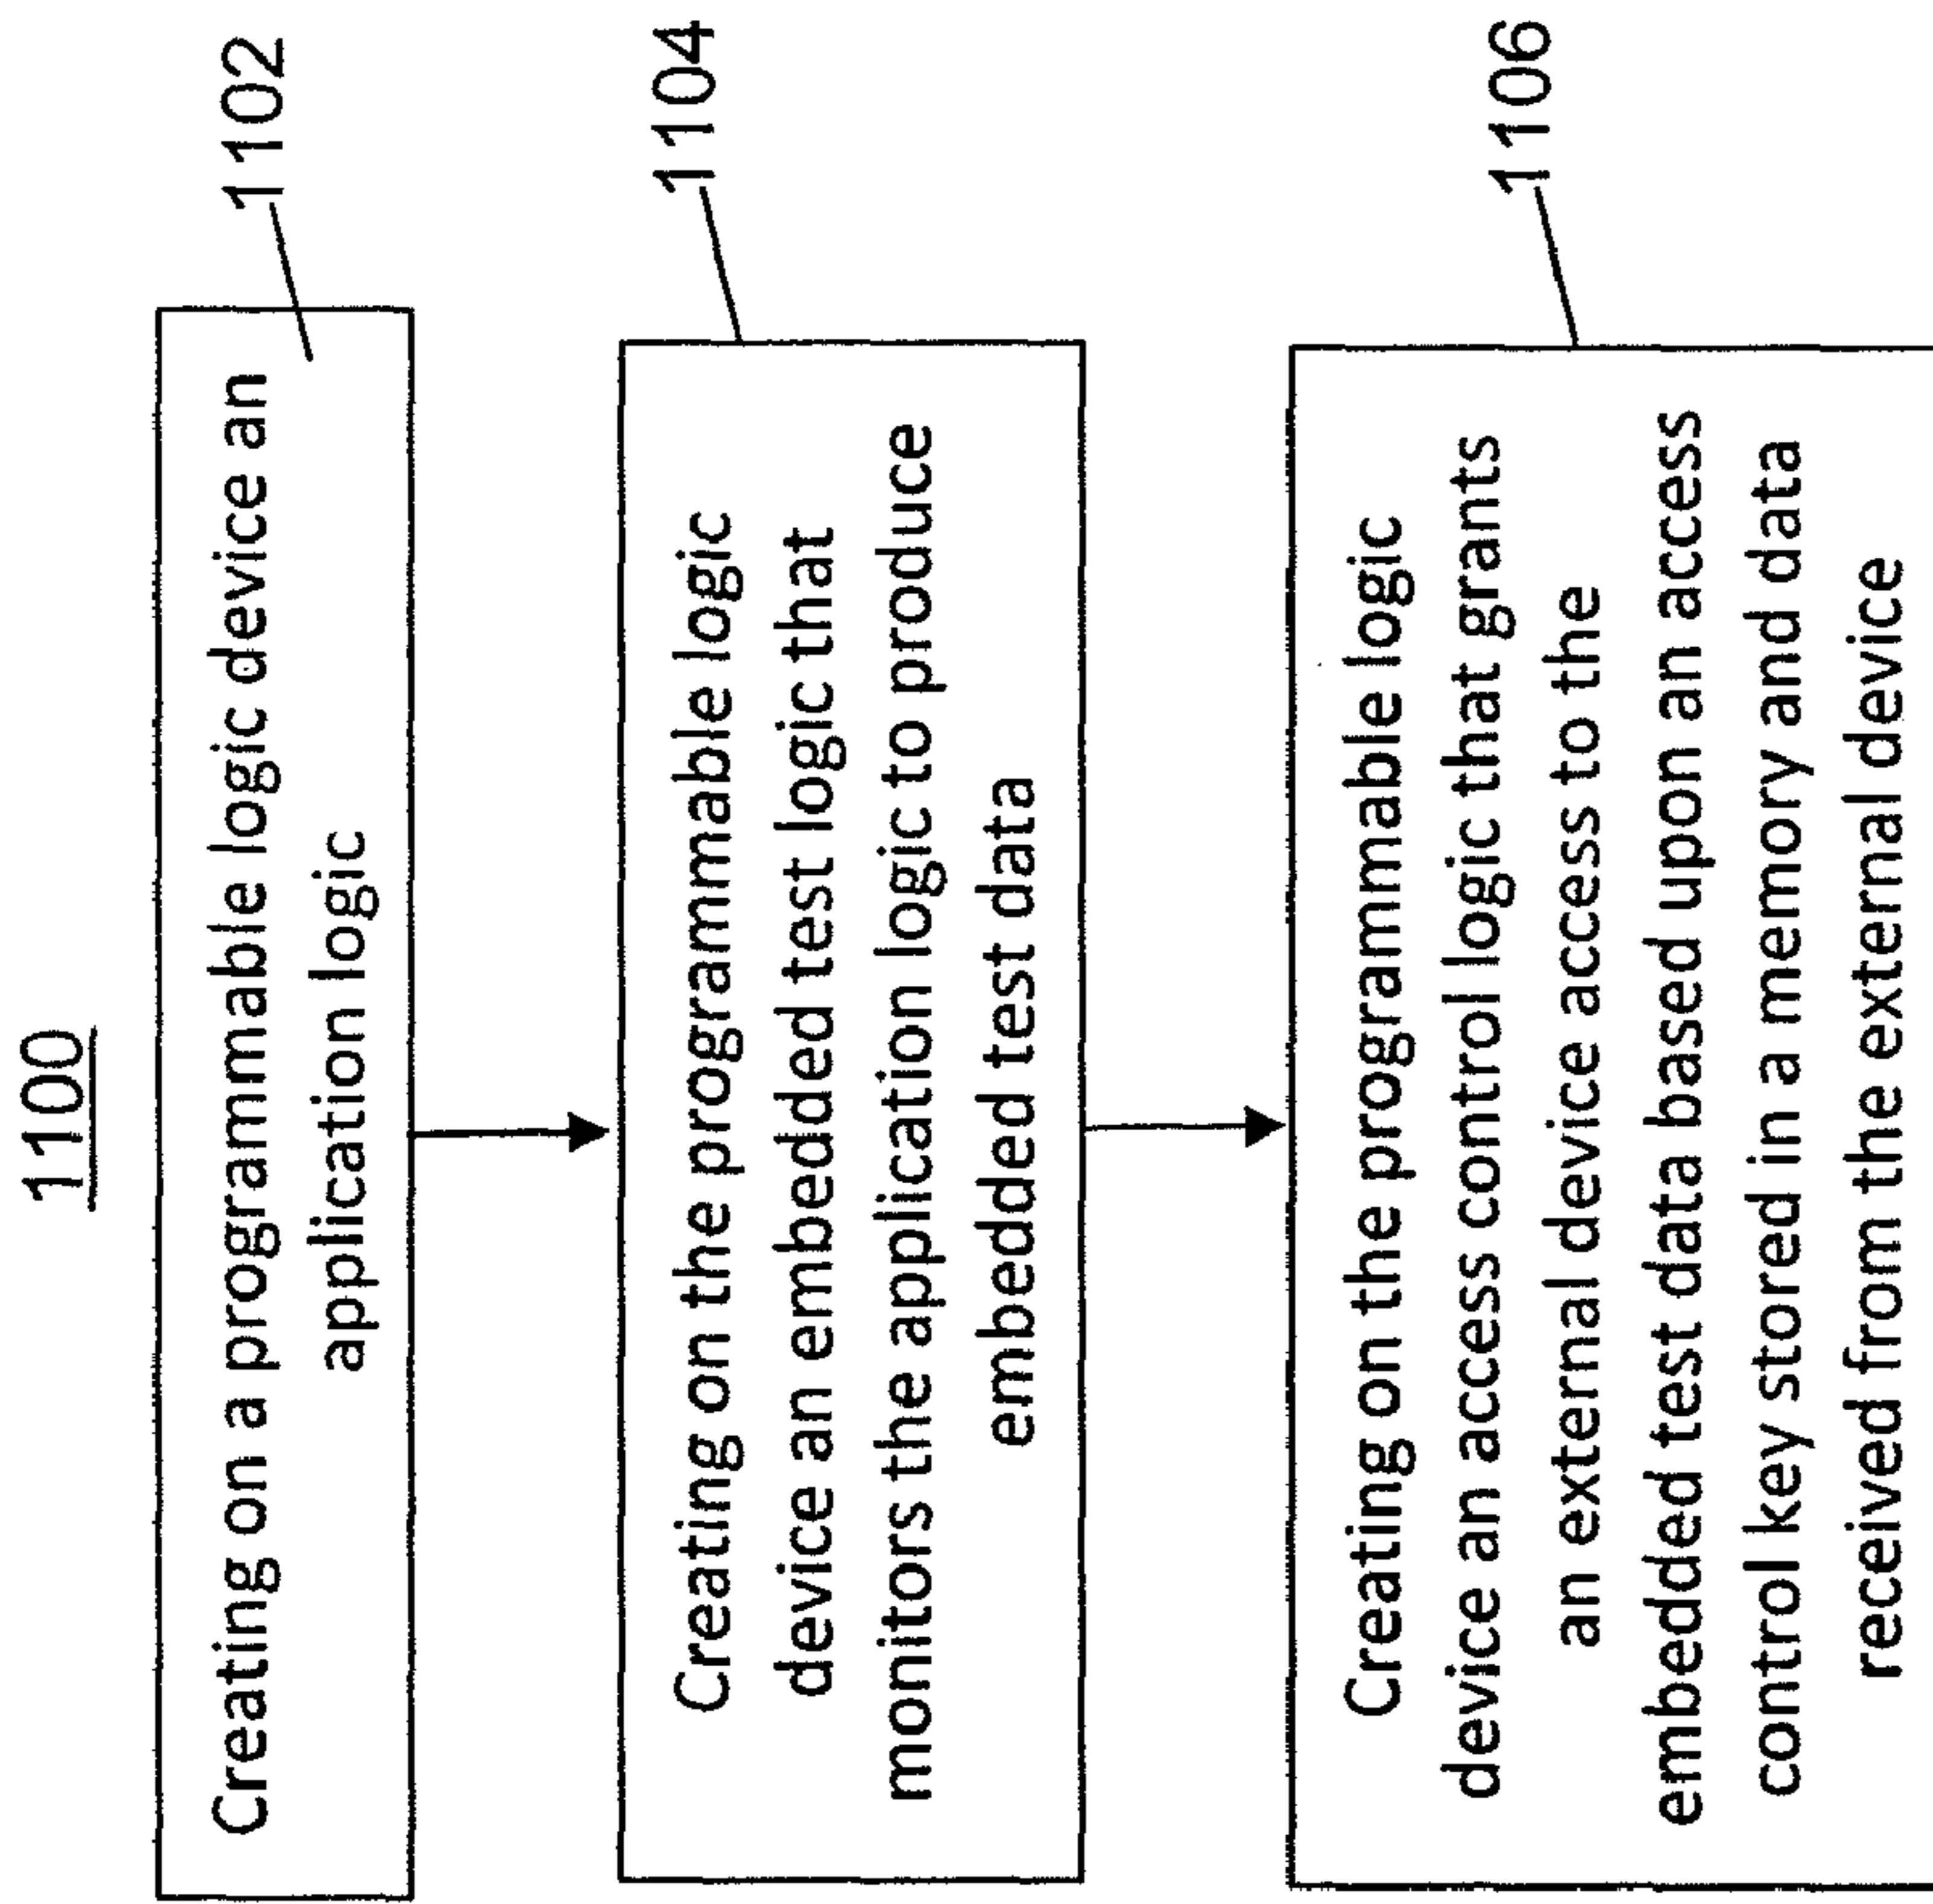 1100
Creating on a programmable logic device an
application logic
1102
Creating on the programmable logic
device an embedded test logic that
monitors the application logic to produce
embedded test data
1104
Creating on the programmable logic
device an access control logic that grants
an external device access to the
embedded test data based upon an access
control key stored in a memory and data
received from the external device
1106